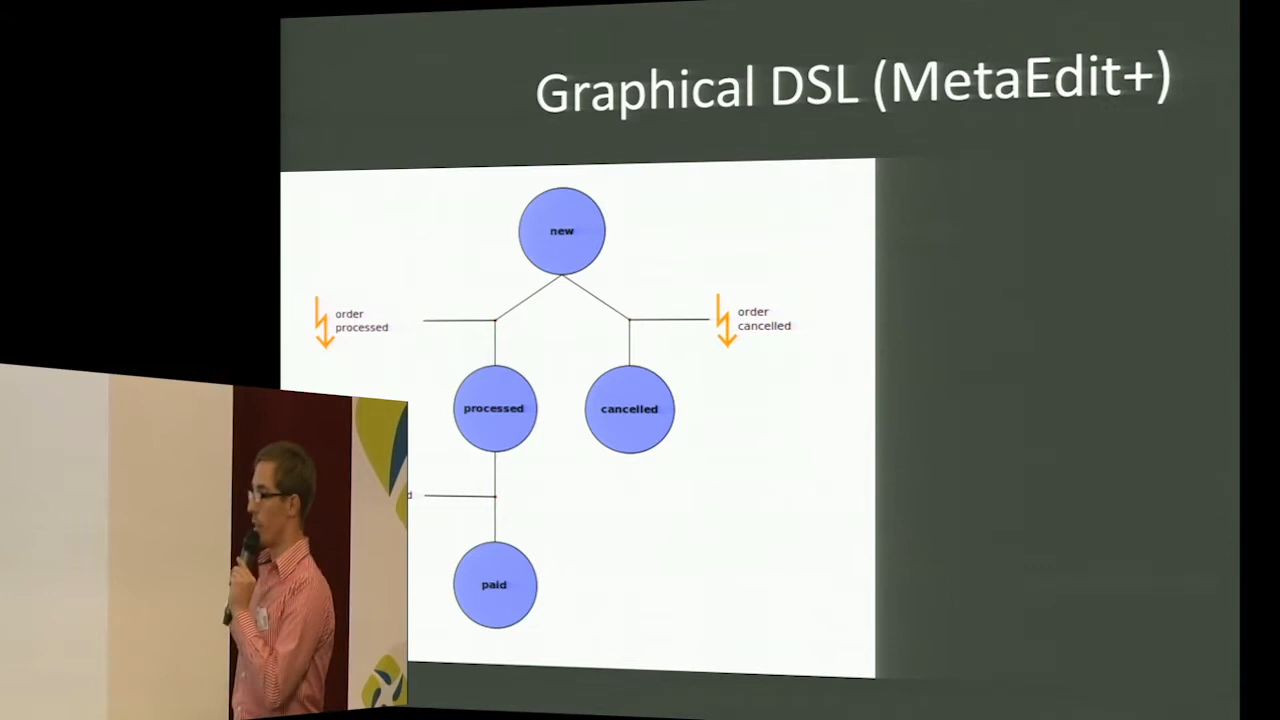 Graphical DSL (MetaEdit+)
new
order
processed
order
cancelled
processed
cancelled
d
paid